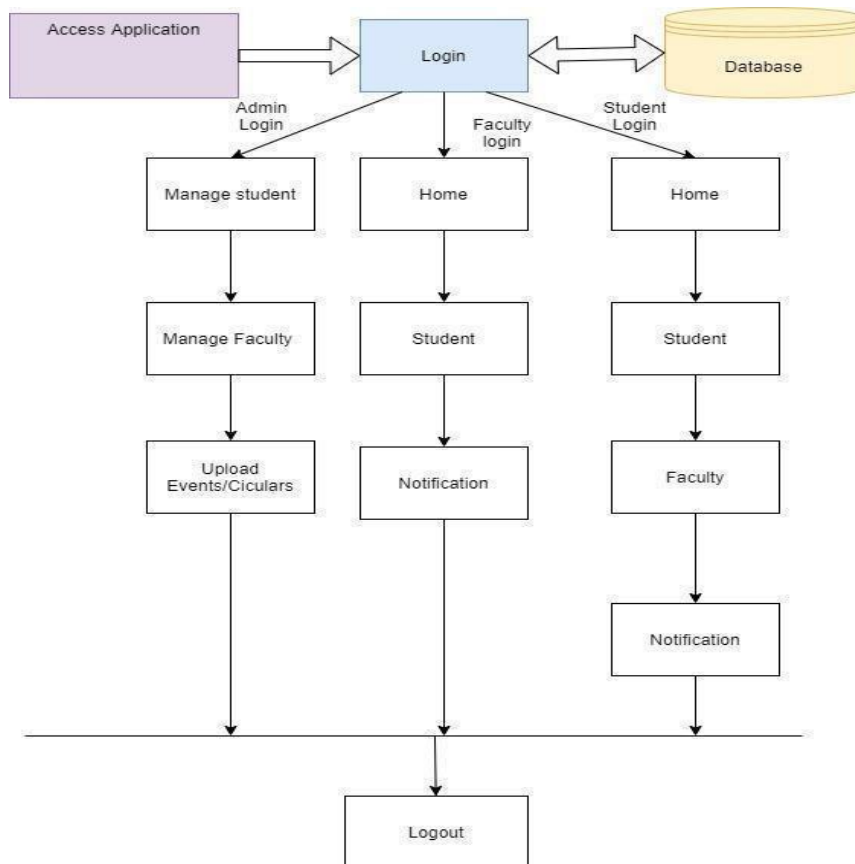 Access Application
Login
Database
Admin
Login
Faculty
login
Student
Login
Manage student
Home
Home
Manage Faculty
Student
Student
Upload
Events/Ciculars
Notification
Faculty
Notification
Logout